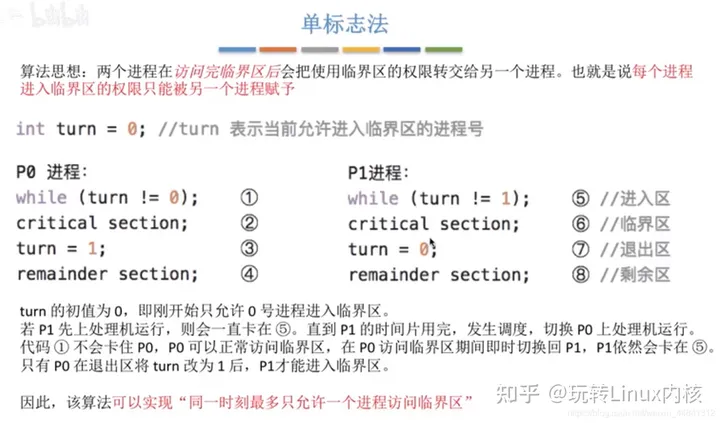 单标志法
算法思想：两个进程在访问完临界区后会把使用临界区的权限转交给另一个进程。也就是说每个进程
进入临界区的权限只能被另一个进程赋予
int turn = 0; //turn 表示当前允许进入临界区的进程号
P0 进程： P1进程：
while (turn != 0); ① while (turn != 1); ⑤ //进入区
critical section; ② critical section; ⑥ //临界区
turn = 1; ③ turn = 0; ⑦ //退出区
remainder section; ④ remainder section; ⑧ //剩余区
turn 的初值为 0，即刚开始只允许 0 号进程进入临界区。
若 P1 先上处理机运行，则会一直卡在 ⑤。直到 P1 的时间片用完，发生调度，切换 P0 上处理机运行。
代码 ① 不会卡住 P0，P0 可以正常访问临界区，在 P0 访问临界区期间即时切换回 P1，P1依然会卡在 ⑤。
只有 P0 在退出区将 turn 改为 1 后，P1才能进入临界区。
因此，该算法可以实现“同一时刻最多只允许一个进程访问临界区”
知乎 @玩转Linux内核